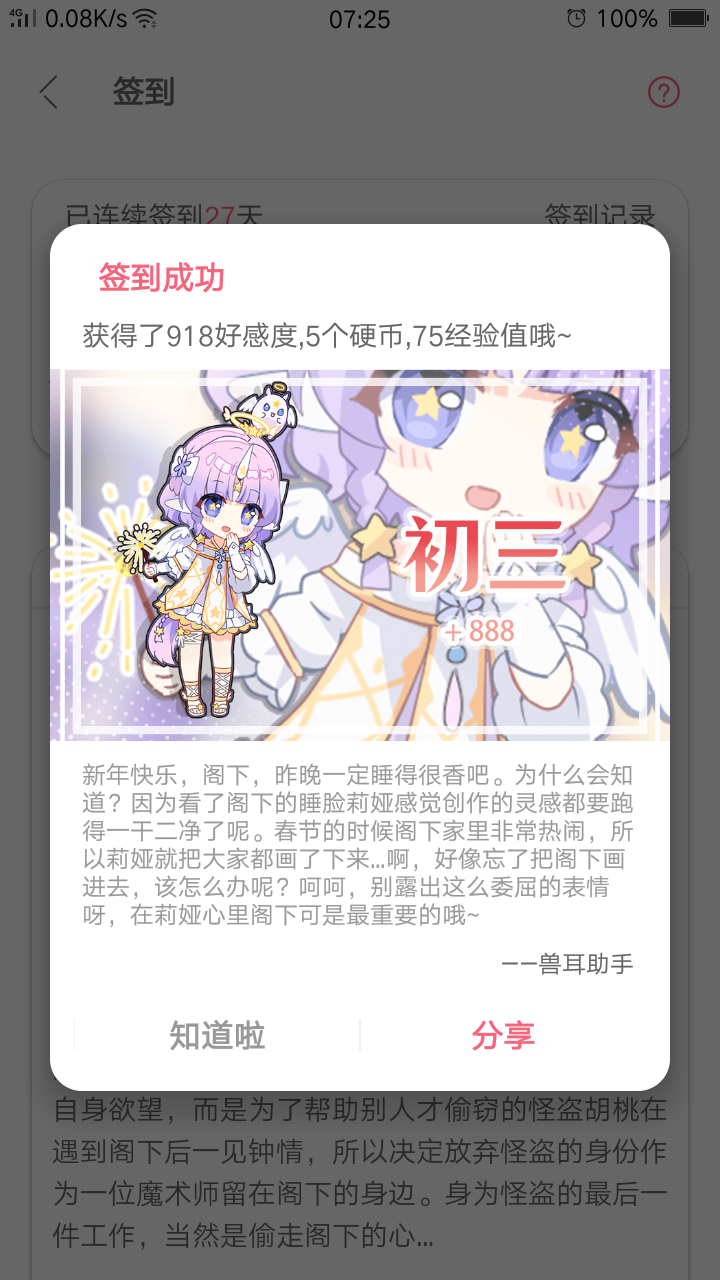 4G 0.08K/s 07:25 100%
签到 ?
已连续签到27天 签到记录
签到成功
获得了918好感度,5个硬币,75经验值哦~
初三
+888
新年快乐，阁下，昨晚一定睡得很香吧。为什么会知
道？因为看了阁下的睡脸莉娅感觉创作的灵感都要跑
得一干二净了呢。春节的时候阁下家里非常热闹，所
以莉娅就把大家都画了下来...啊，好像忘了把阁下画
进去，该怎么办呢？呵呵，别露出这么委屈的表情
呀，在莉娅心里阁下可是最重要的哦~
——兽耳助手
知道啦 分享
自身欲望，而是为了帮助别人才偷窃的怪盗胡桃在
遇到阁下后一见钟情，所以决定放弃怪盗的身份作
为一位魔术师留在阁下的身边。身为怪盗的最后一
件工作，当然是偷走阁下的心...